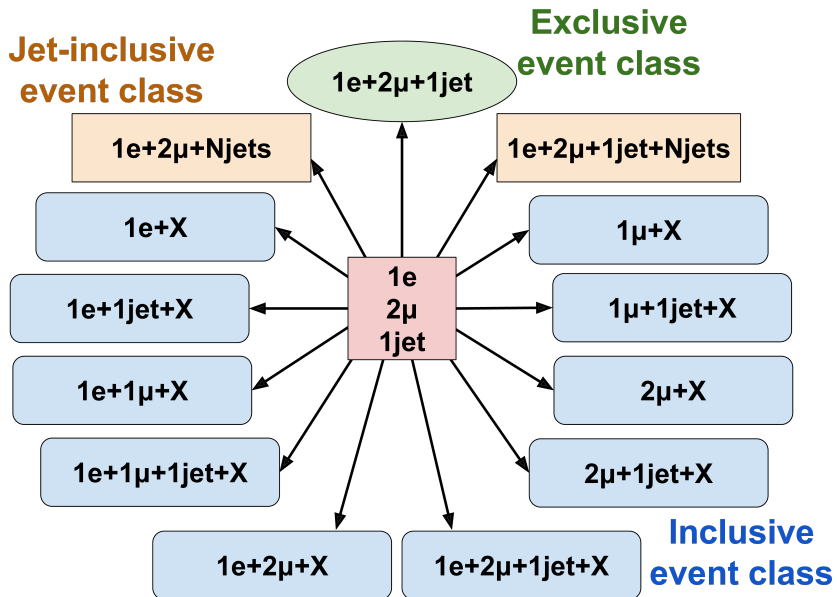 Jet-inclusive
event class
Exclusive
event class
1e+2μ+1jet
1e+2μ+Njets
1e+2μ+1jet+Njets
1e+X
1μ+X
1e
2μ
1jet
1e+1jet+X
1μ+1jet+X
1e+1μ+X
2μ+X
1e+1μ+1jet+X
2μ+1jet+X
1e+2μ+X
1e+2μ+1jet+X
Inclusive
event class